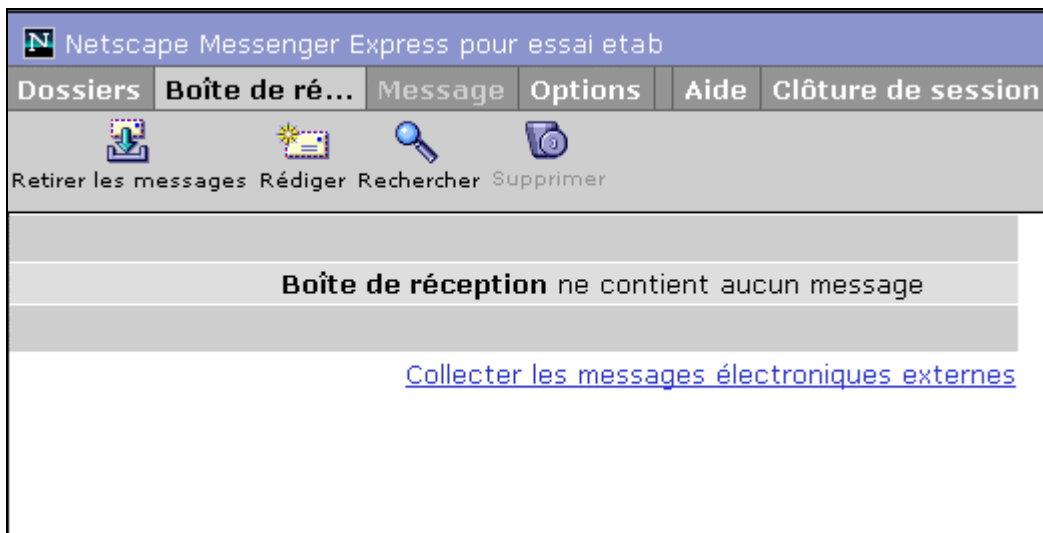 N Netscape Messenger Express pour essai etab
Dossiers Boîte de ré... Message Options Aide Clôture de session
Retirer les messages Rédiger Rechercher Supprimer
Boîte de réception ne contient aucun message
Collecter les messages électroniques externes